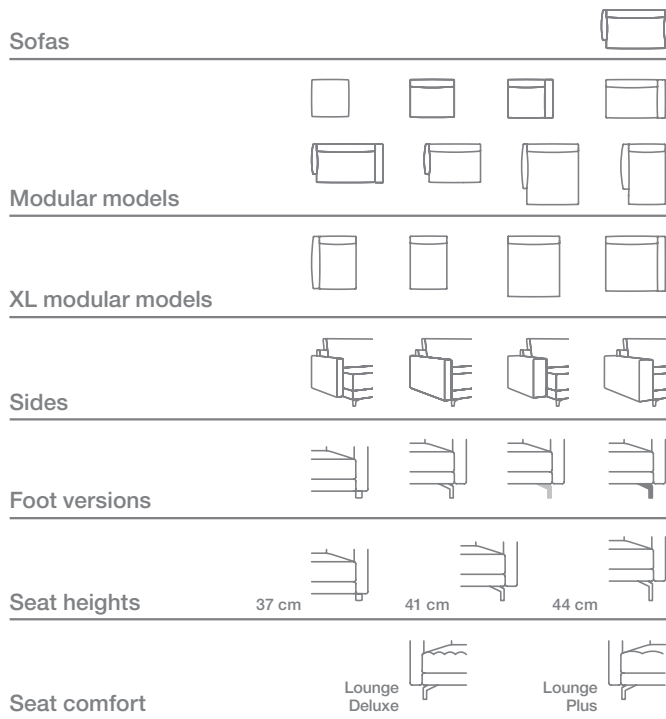 Sofas
Modular models
XL modular models
Sides
Foot versions
Seat heights
37 cm
41 cm
44 cm
Seat comfort
Lounge
Deluxe
Lounge
Plus